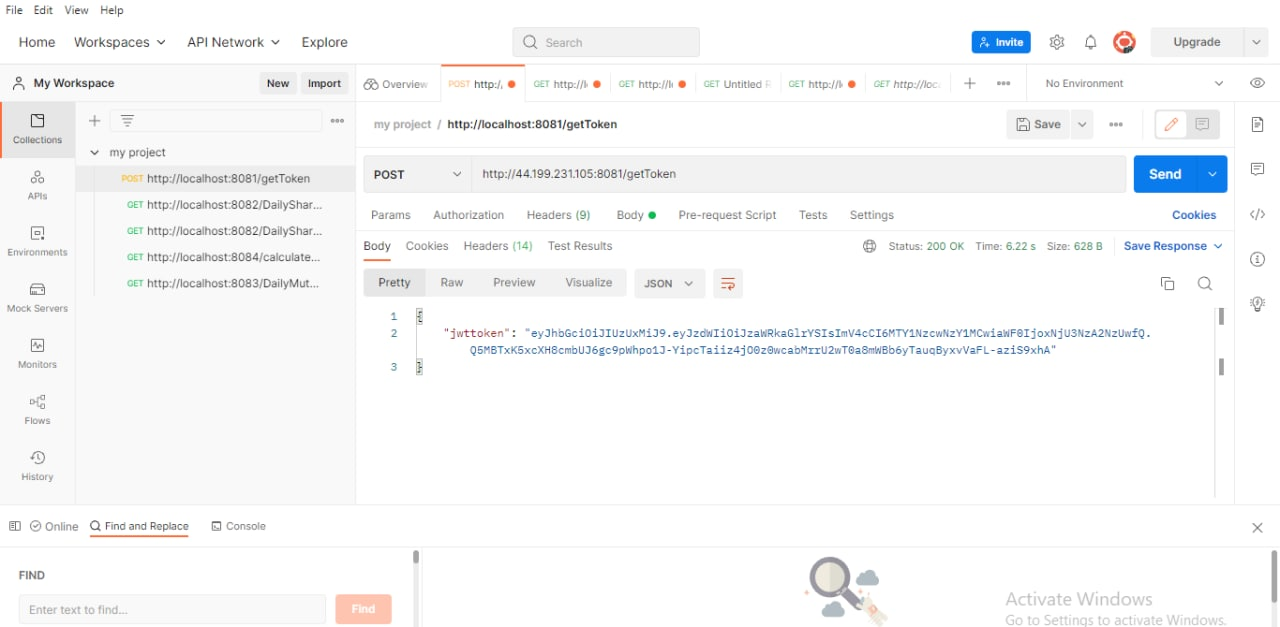 File Edit View Help
Home Workspaces API Network Explore
Search
Invite
Upgrade
My Workspace
New Import
Overview
POST http:/,
GET http://l
GET http://l
GET Untitled R
GET http://l
GET http://loc
No Environment
Collections
APIs
Environments
Mock Servers
Monitors
Flows
History
my project
POST http://localhost:8081/getToken
GET http://localhost:8082/DailyShar...
GET http://localhost:8082/DailyShar...
GET http://localhost:8084/calculate...
GET http://localhost:8083/DailyMut...
my project / http://localhost:8081/getToken
Save
POST http://44.199.231.105:8081/getToken
Send
Params Authorization Headers (9) Body Pre-request Script Tests Settings Cookies
Body Cookies Headers (14) Test Results
Status: 200 OK Time: 6.22 s Size: 628 B Save Response
Pretty Raw Preview Visualize JSON
1 {
2 "jwttoken": "eyJhbGciOiJIUzUxMiJ9.eyJzdWIiOiJzaWRkaGlrYSIsImV4cCI6MTY1NzcwNzY1MCwiaWF0IjoxNjU3NzA2NzUwfQ.
Q5MBTxK5xcXH8cmbUJ6gc9pWhpo1J-YipcTaiiz4jO0z0wcabMrrU2wT0a8mWBb6yTauqByxvVaFL-aziS9xhA"
3 }
Online Find and Replace Console
FIND
Enter text to find...
Find
Activate Windows
Go to Settings to activate Windows.